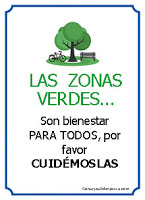 LAS ZONAS
VERDES...
Son bienestar
PARA TODOS, por
favor
CUIDÉMOSLAS